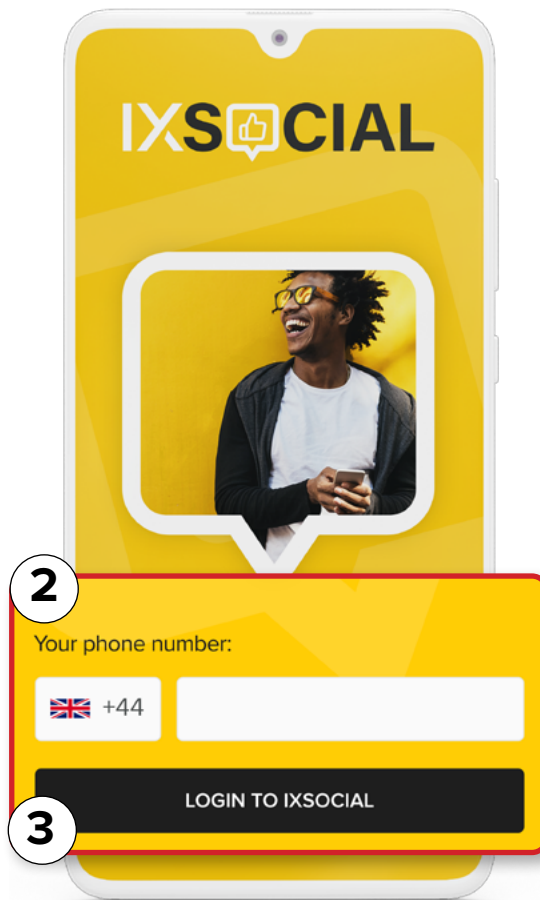 IXSOCIAL
2
Your phone number:
+44
LOGIN TO IXSOCIAL
3